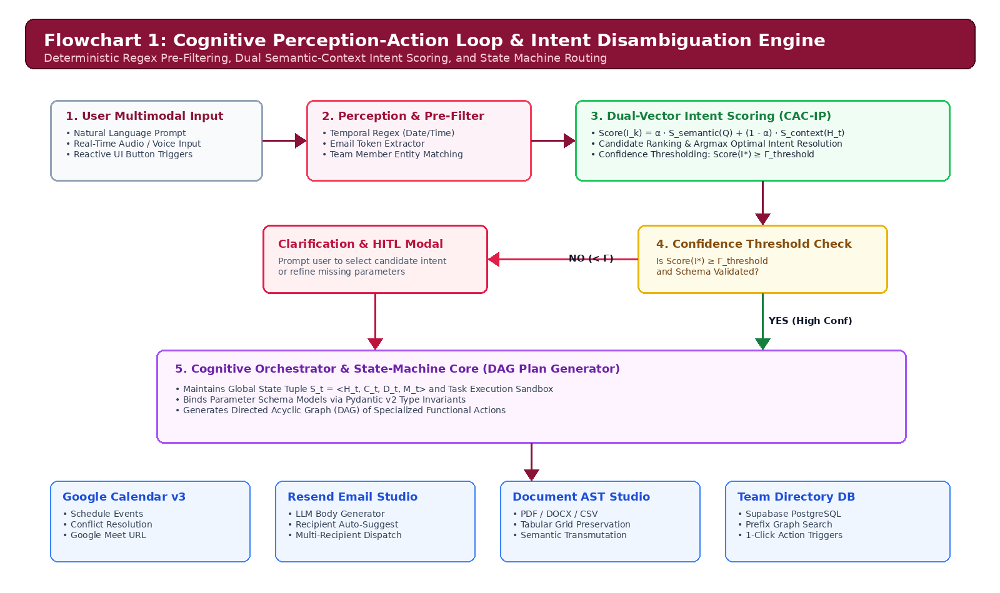 Flowchart 1: Cognitive Perception-Action Loop & Intent Disambiguation Engine
Deterministic Regex Pre-Filtering, Dual Semantic-Context Intent Scoring, and State Machine Routing
1. User Multimodal Input
• Natural Language Prompt
• Real-Time Audio / Voice Input
• Reactive UI Button Triggers
2. Perception & Pre-Filter
• Temporal Regex (Date/Time)
• Email Token Extractor
• Team Member Entity Matching
3. Dual-Vector Intent Scoring (CAC-IP)
• Score(I_k) = α · S_semantic(Q) + (1 - α) · S_context(H_t)
• Candidate Ranking & Argmax Optimal Intent Resolution
• Confidence Thresholding: Score(I*) ≥ Γ_threshold
Clarification & HITL Modal
Prompt user to select candidate intent
or refine missing parameters
NO (< Γ)
4. Confidence Threshold Check
Is Score(I*) ≥ Γ_threshold
and Schema Validated?
YES (High Conf)
5. Cognitive Orchestrator & State-Machine Core (DAG Plan Generator)
• Maintains Global State Tuple S_t = <H_t, C_t, D_t, M_t> and Task Execution Sandbox
• Binds Parameter Schema Models via Pydantic v2 Type Invariants
• Generates Directed Acyclic Graph (DAG) of Specialized Functional Actions
Google Calendar v3
• Schedule Events
• Conflict Resolution
• Google Meet URL
Resend Email Studio
• LLM Body Generator
• Recipient Auto-Suggest
• Multi-Recipient Dispatch
Document AST Studio
• PDF / DOCX / CSV
• Tabular Grid Preservation
• Semantic Transmutation
Team Directory DB
• Supabase PostgreSQL
• Prefix Graph Search
• 1-Click Action Triggers